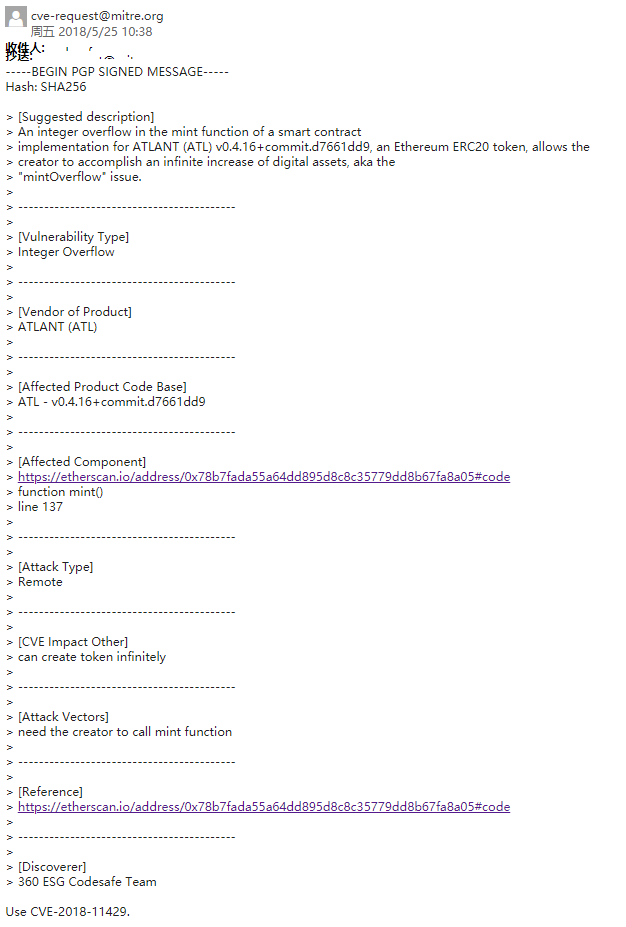 cve-request@mitre.org
周五 2018/5/25 10:38
收件人:
抄送:
-----BEGIN PGP SIGNED MESSAGE-----
Hash: SHA256
> [Suggested description]
> An integer overflow in the mint function of a smart contract
> implementation for ATLANT (ATL) v0.4.16+commit.d7661dd9, an Ethereum ERC20 token, allows the
> creator to accomplish an infinite increase of digital assets, aka the
> "mintOverflow" issue.
>
> ------------------------------------------
>
> [Vulnerability Type]
> Integer Overflow
>
> ------------------------------------------
>
> [Vendor of Product]
> ATLANT (ATL)
>
> ------------------------------------------
>
> [Affected Product Code Base]
> ATL - v0.4.16+commit.d7661dd9
>
> ------------------------------------------
>
> [Affected Component]
> https://etherscan.io/address/0x78b7fada55a64dd895d8c8c35779dd8b67fa8a05#code
> function mint()
> line 137
>
> ------------------------------------------
>
> [Attack Type]
> Remote
>
> ------------------------------------------
>
> [CVE Impact Other]
> can create token infinitely
>
> ------------------------------------------
>
> [Attack Vectors]
> need the creator to call mint function
>
> ------------------------------------------
>
> [Reference]
> https://etherscan.io/address/0x78b7fada55a64dd895d8c8c35779dd8b67fa8a05#code
>
> ------------------------------------------
>
> [Discoverer]
> 360 ESG Codesafe Team
Use CVE-2018-11429.